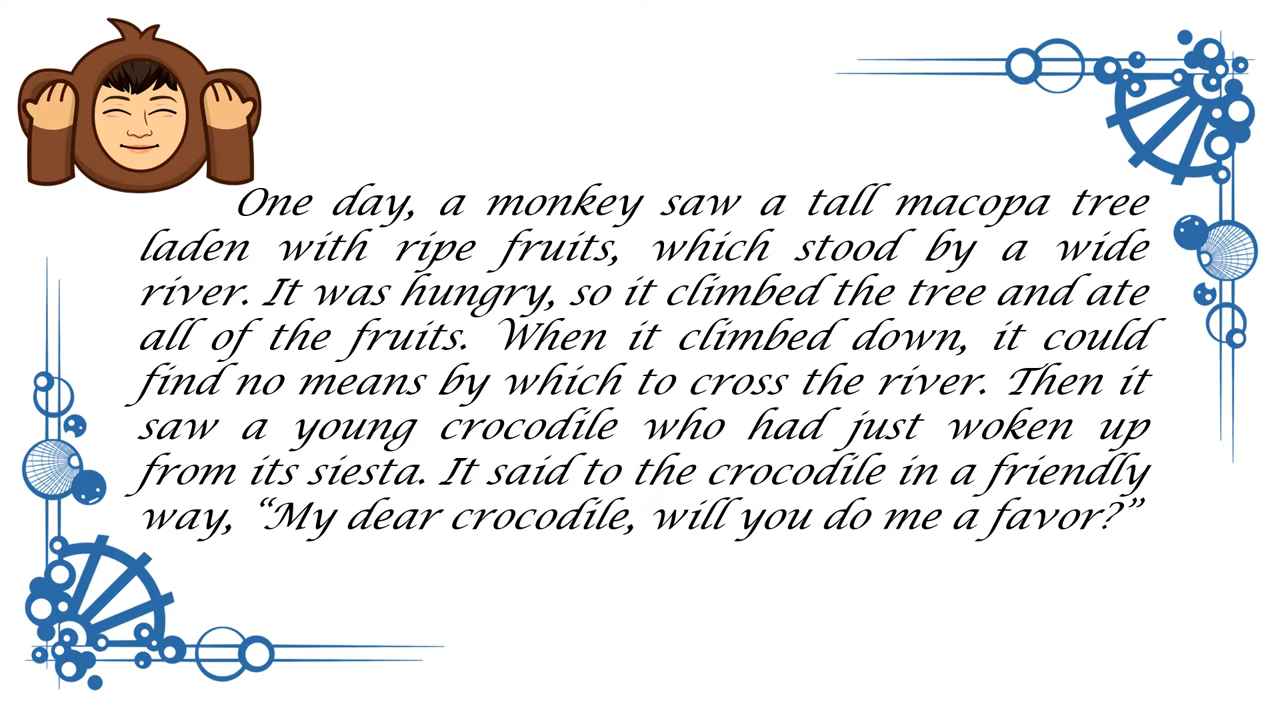 One day, a monkey saw a tall macopa tree
laden with ripe fruits, which stood by a wide
river. It was hungry, so it climbed the tree and ate
all of the fruits. When it climbed down, it could
find no means by which to cross the river. Then it
saw a young crocodile who had just woken up
from its siesta. It said to the crocodile in a friendly
way, “My dear crocodile, will you do me a favor?”